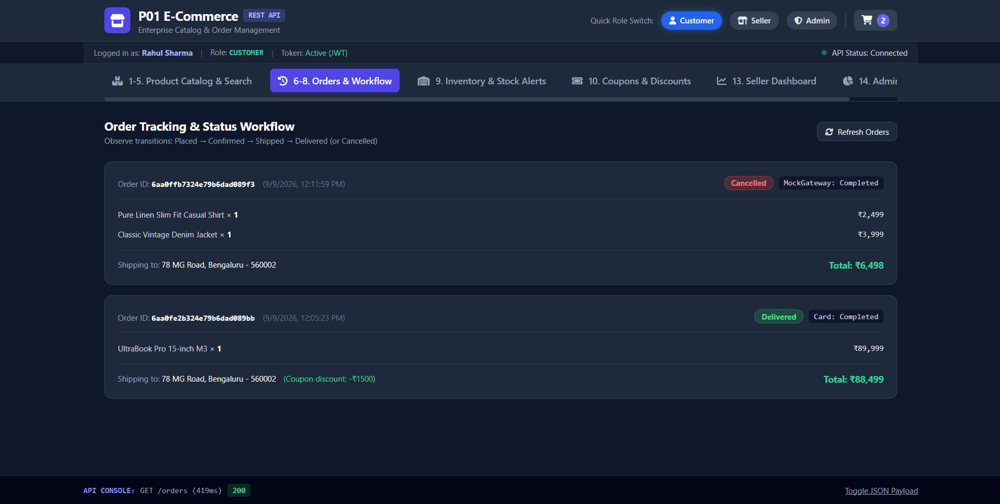 P01 E-Commerce REST API
Enterprise Catalog & Order Management
Quick Role Switch: Customer Seller Admin 2
Logged in as: Rahul Sharma | Role: CUSTOMER | Token: Active (JWT)
API Status: Connected
1-5. Product Catalog & Search
6-8. Orders & Workflow
9. Inventory & Stock Alerts
10. Coupons & Discounts
13. Seller Dashboard
14. Admin
Order Tracking & Status Workflow
Observe transitions: Placed → Confirmed → Shipped → Delivered (or Cancelled)
Refresh Orders
Order ID: 6aa0ffb7324e79b6dad089f3 (9/9/2026, 12:11:59 PM)
Cancelled MockGateway: Completed
Pure Linen Slim Fit Casual Shirt × 1 ₹2,499
Classic Vintage Denim Jacket × 1 ₹3,999
Shipping to: 78 MG Road, Bengaluru - 560002 Total: ₹6,498
Order ID: 6aa0fe2b324e79b6dad089bb (9/9/2026, 12:05:23 PM)
Delivered Card: Completed
UltraBook Pro 15-inch M3 × 1 ₹89,999
Shipping to: 78 MG Road, Bengaluru - 560002 (Coupon discount: -₹1500) Total: ₹88,499
API CONSOLE: GET /orders (419ms) 200
Toggle JSON Payload